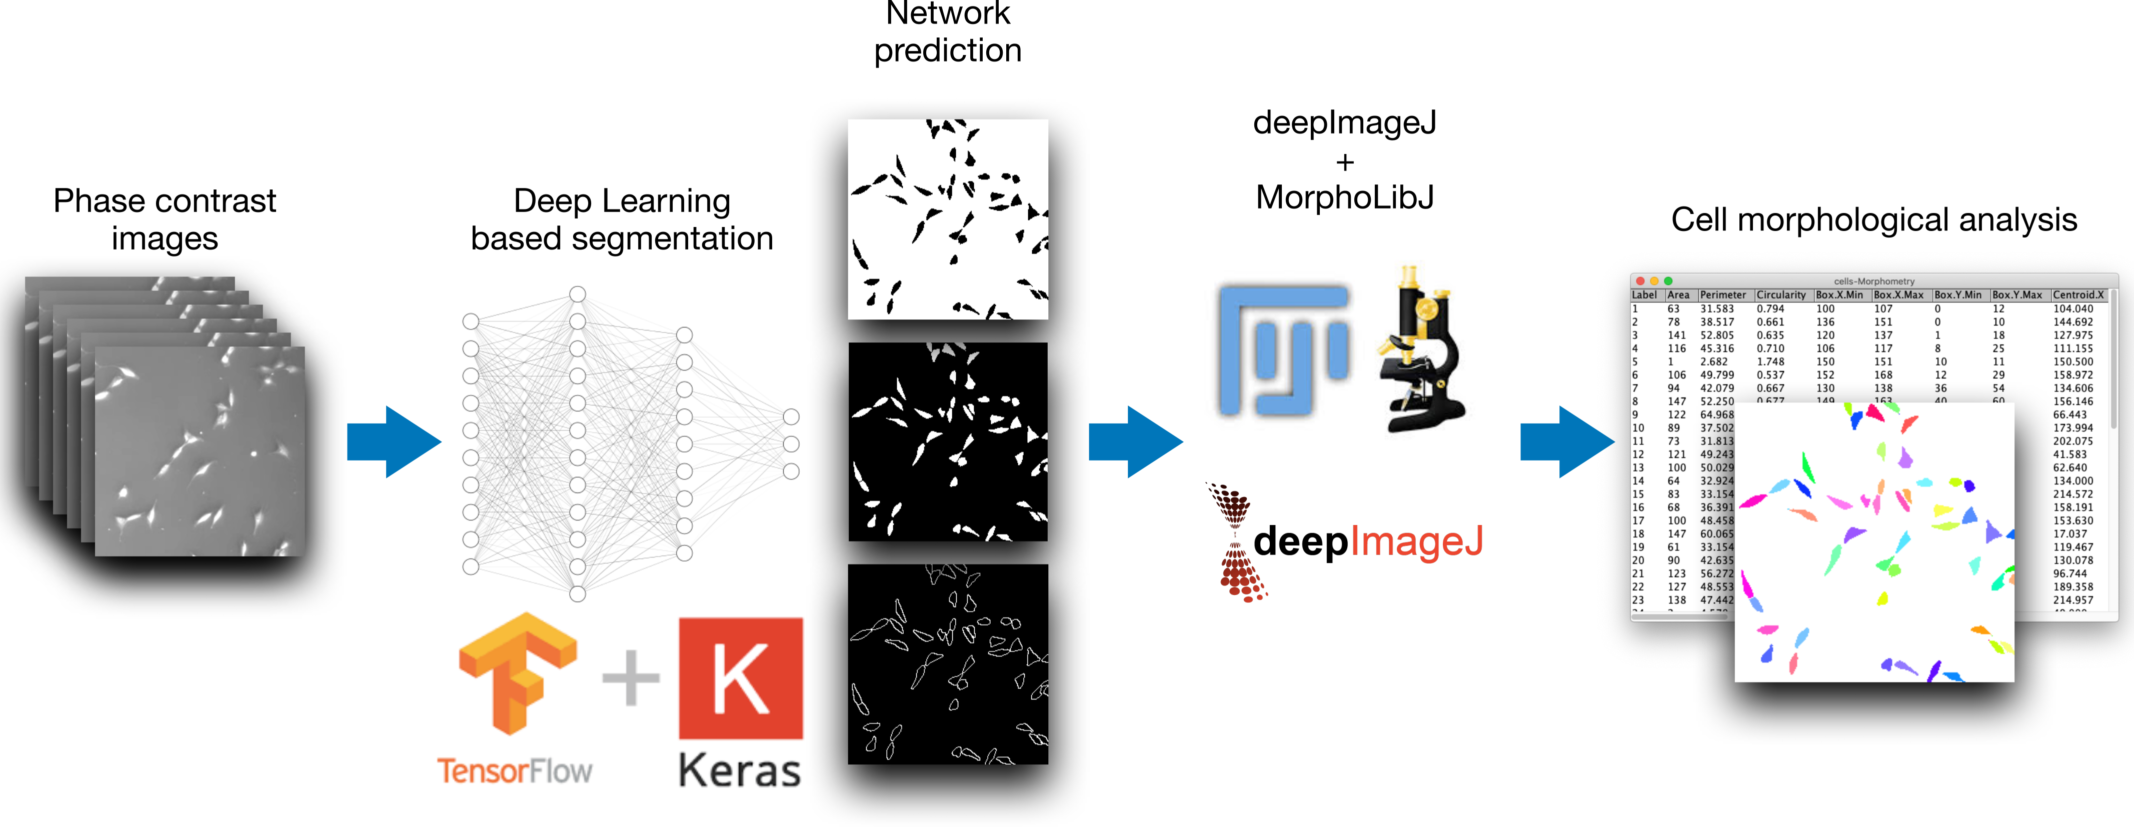 Phase contrast
images
Deep Learning
based segmentation
TensorFlow
K
Keras
Network
prediction
deepImageJ
+
MorphoLibJ
deepImageJ
Cell morphological analysis
cells-Morphometry
Label Area Perimeter Circularity Box.X.Min Box.X.Max Box.Y.Min Box.Y.Max Centroid.X
1 63 31.583 0.794 100 107 0 12 104.040
2 78 38.517 0.661 136 151 0 10 144.692
3 141 52.805 0.635 120 137 1 18 127.975
4 116 45.316 0.710 106 117 8 25 111.155
5 1 2.682 1.748 150 151 10 11 150.500
6 106 49.799 0.537 152 168 12 29 158.972
7 94 42.079 0.667 130 138 36 54 134.606
8 147 52.250 0.677 149 163 40 60 156.146
9 122 64.968 66.443
10 89 37.502 173.994
11 73 31.813 202.075
12 121 49.243 41.583
13 100 50.029 62.640
14 64 32.924 134.000
15 83 33.154 214.572
16 68 36.391 158.191
17 100 48.458 153.630
18 147 60.065 17.037
19 61 33.154 119.467
20 90 42.635 130.078
21 123 56.272 96.744
22 127 48.553 189.358
23 138 47.442 214.957